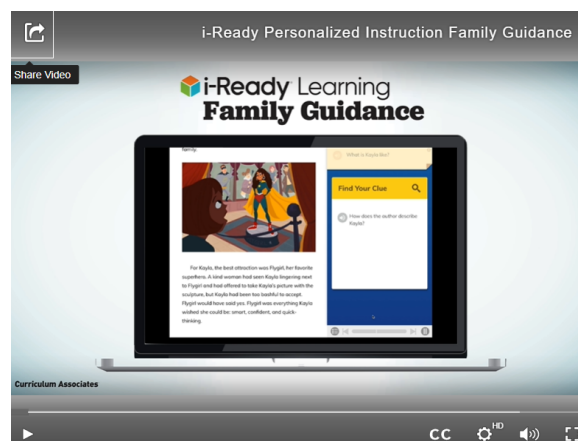 i-Ready Personalized Instruction Family Guidance
Share Video
i-Ready Learning
Family Guidance
family.
What is Kayla like?
Find Your Clue
How does the author describe
Kayla?
For Kayla, the best attraction was Flygirl, her favorite
superhero. A kind woman had seen Kayla lingering next
to Flygirl and had offered to take Kayla's picture with the
sculpture, but Kayla had been too bashful to accept.
Flygirl would have said yes. Flygirl was everything Kayla
wished she could be: smart, confident, and quick-
thinking.
Curriculum Associates
CC
HD